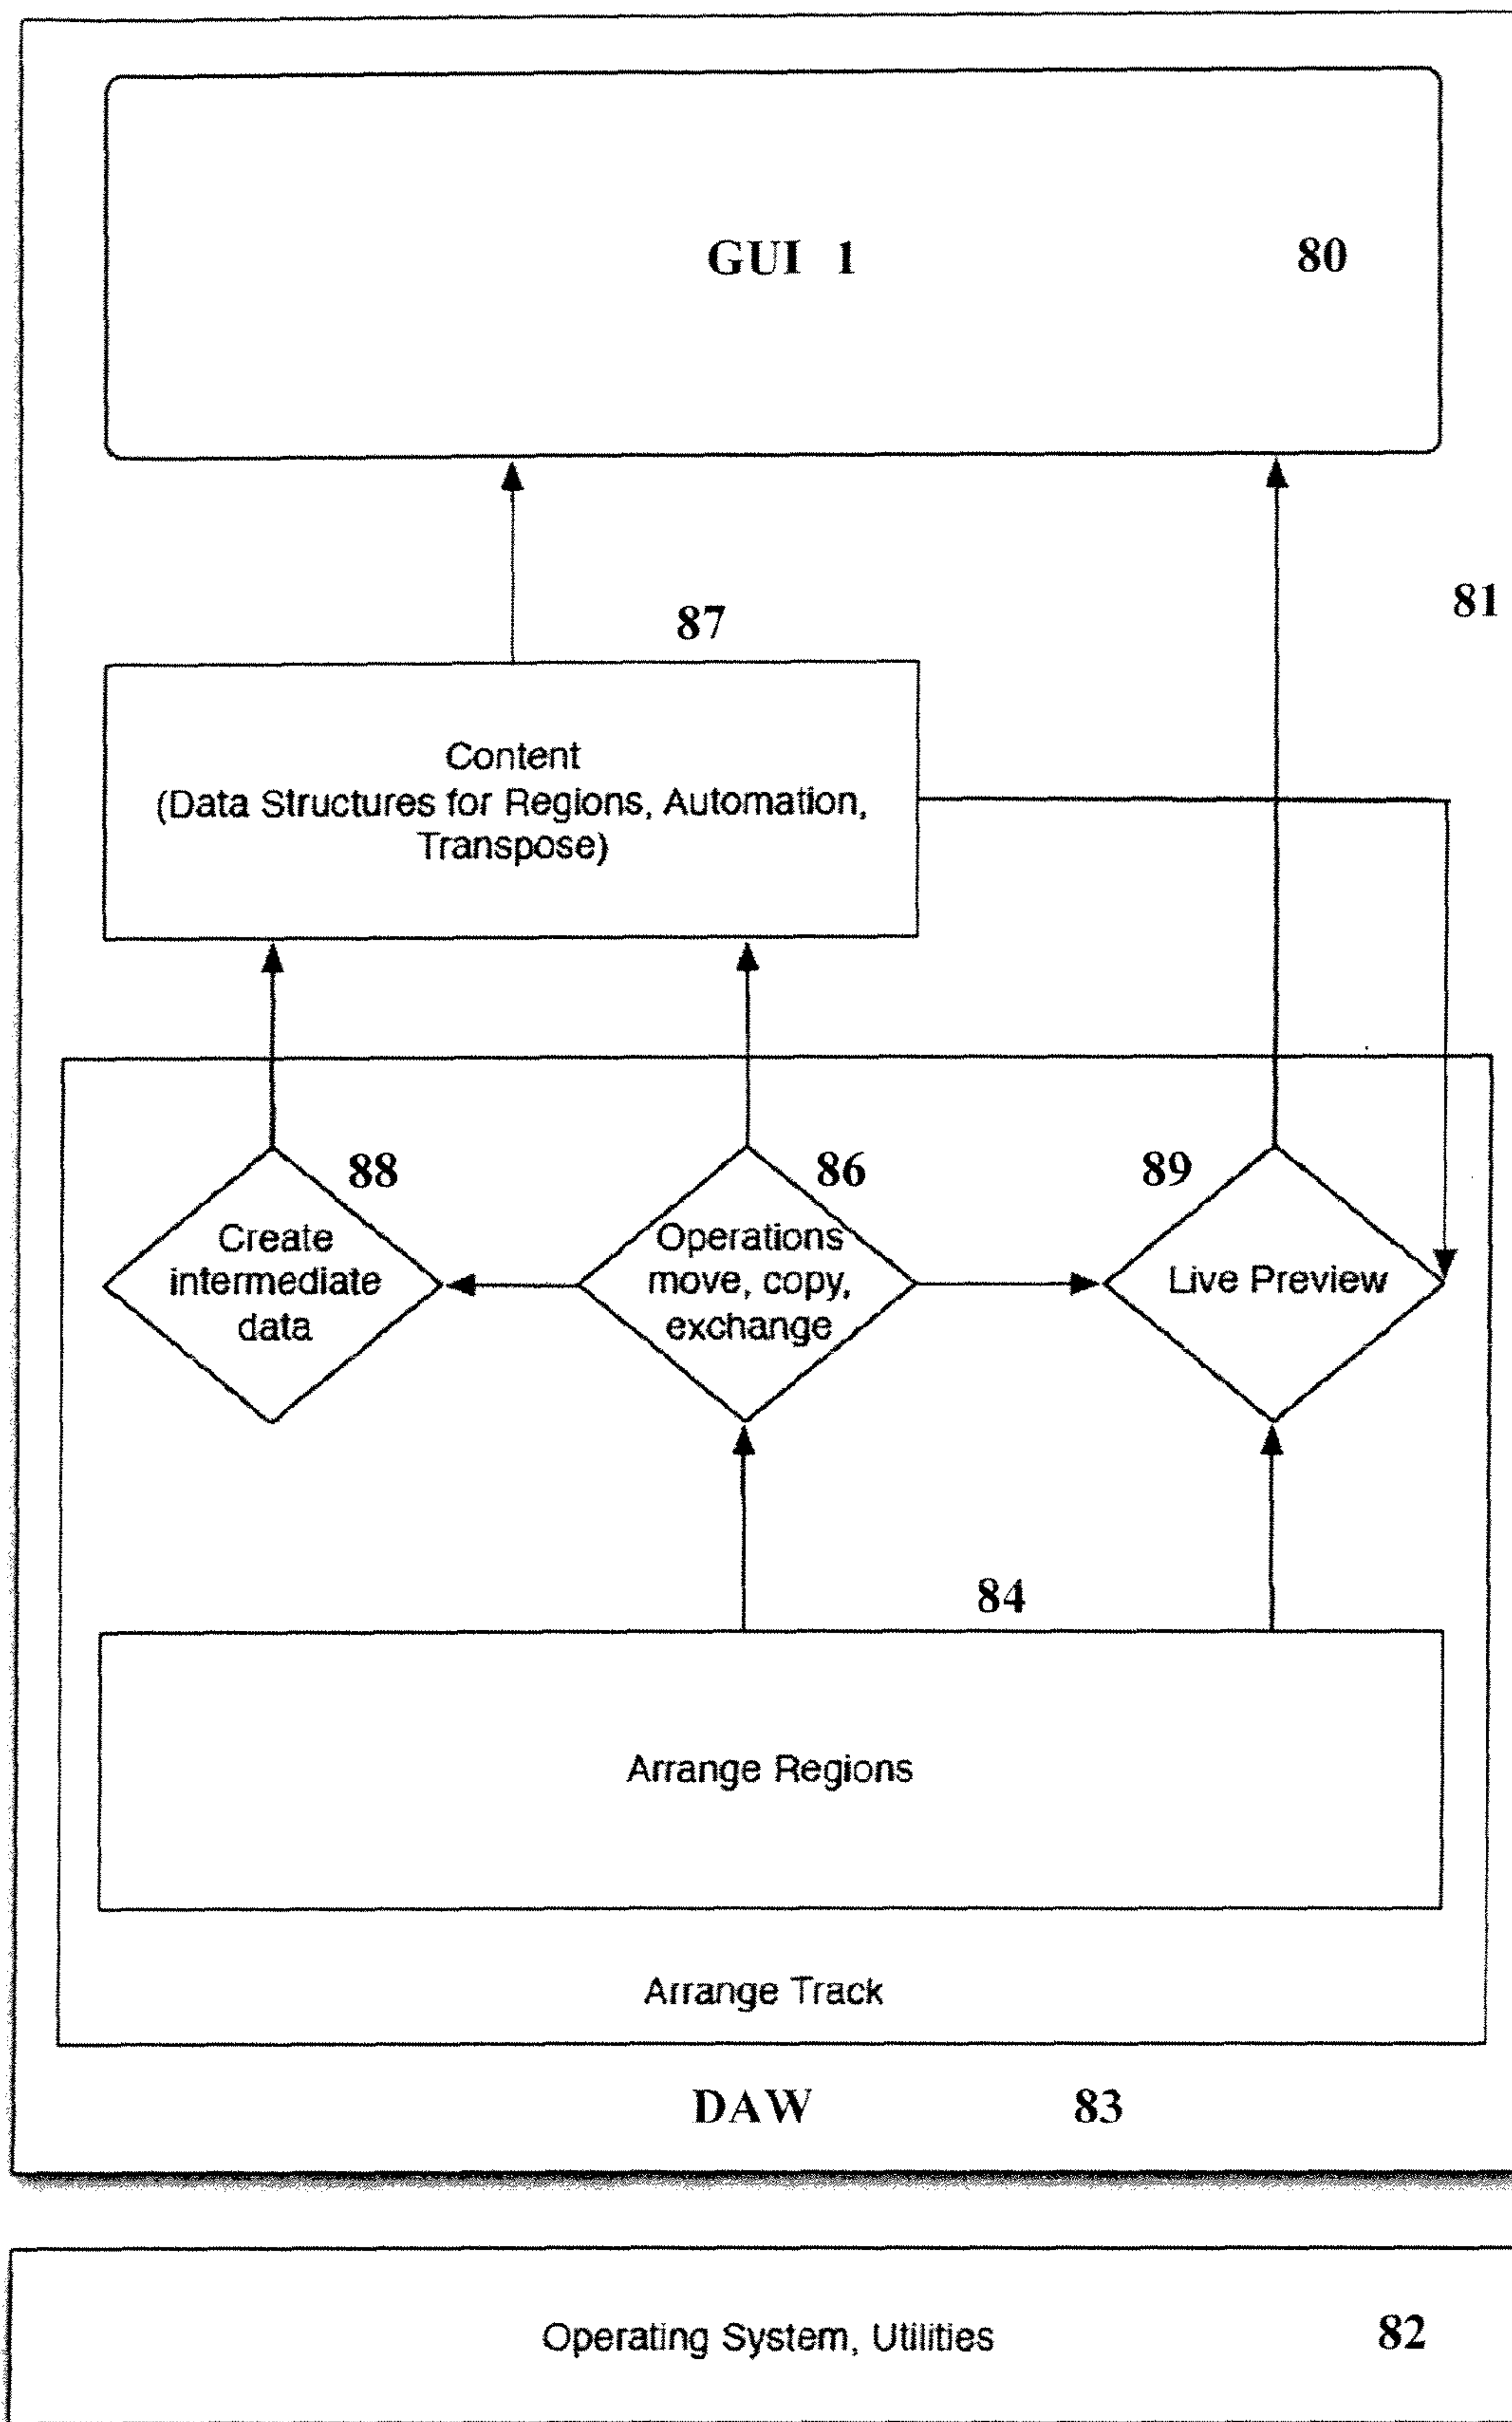 GUI 1
80
81
87
Content
(Data Structures for Regions, Automation,
Transpose)
88
86
89
Create
intermediate
data
Operations
move, copy,
exchange
Live Preview
84
Arrange Regions
Arrange Track
DAW
83
Operating System, Utilities
82